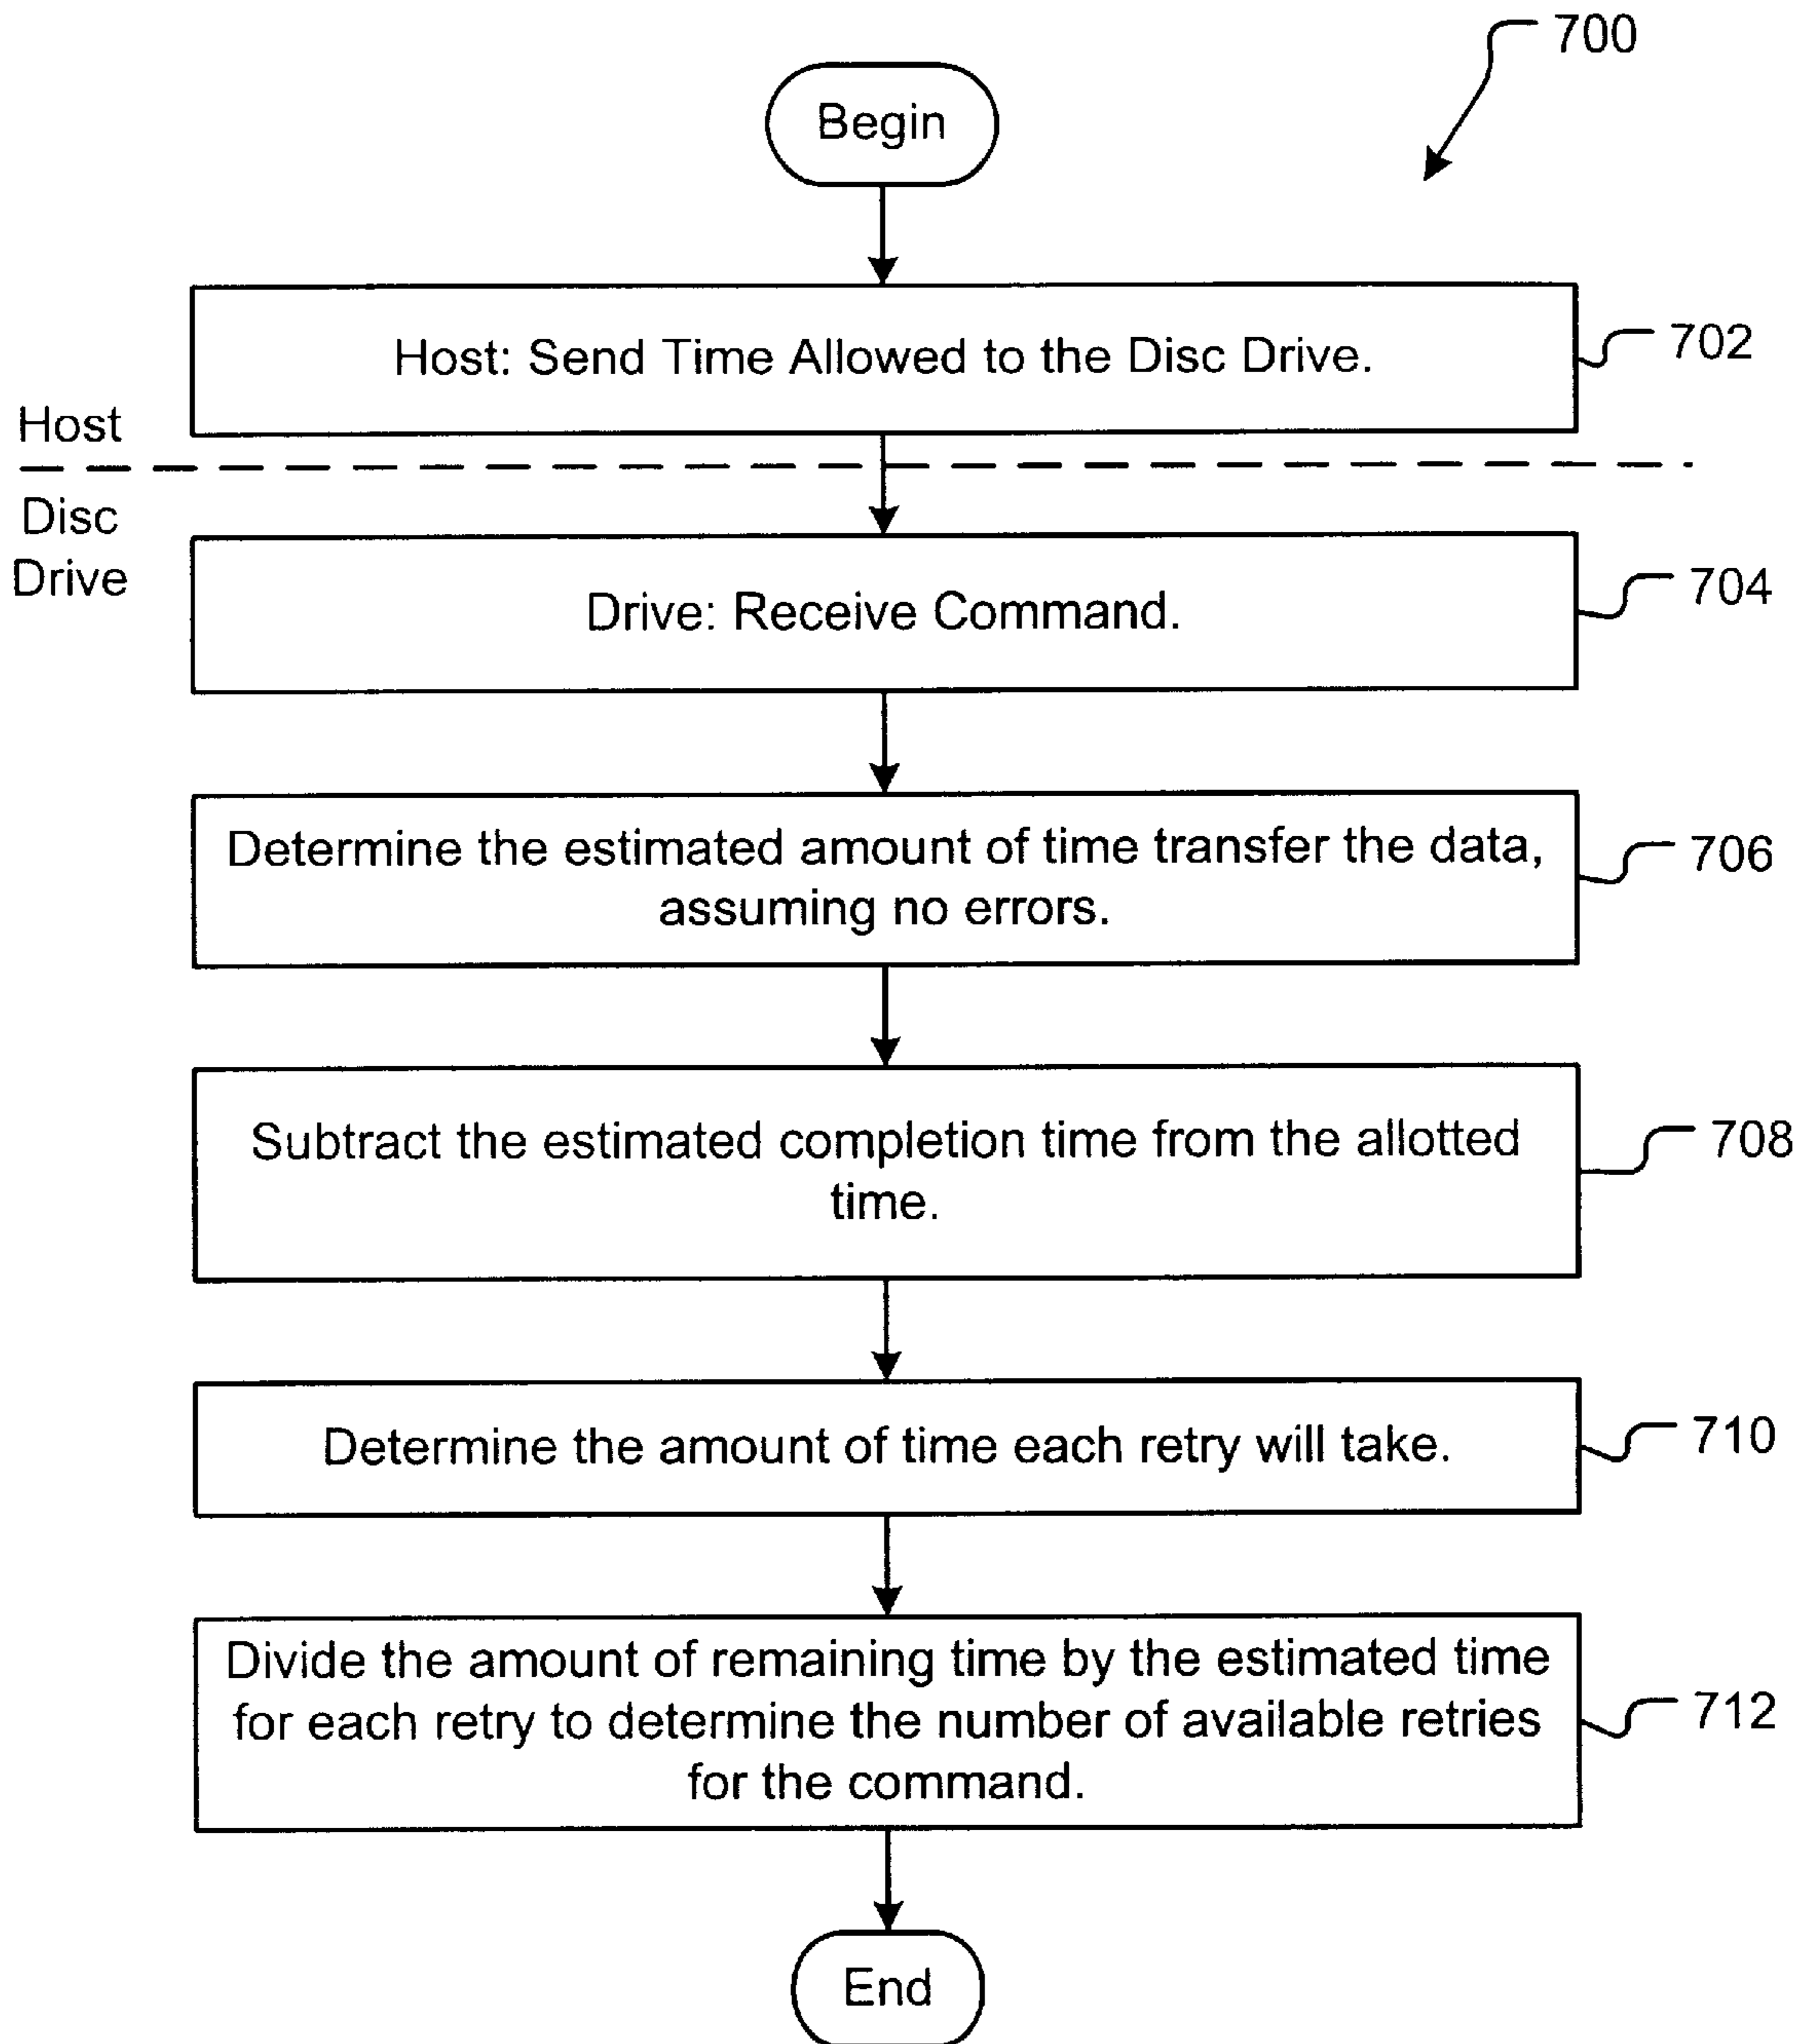 700
Begin
Host: Send Time Allowed to the Disc Drive.
702
Host
Disc
Drive
Drive: Receive Command.
704
Determine the estimated amount of time transfer the data,
assuming no errors.
706
Subtract the estimated completion time from the allotted
time.
708
Determine the amount of time each retry will take.
710
Divide the amount of remaining time by the estimated time
for each retry to determine the number of available retries
for the command.
712
End